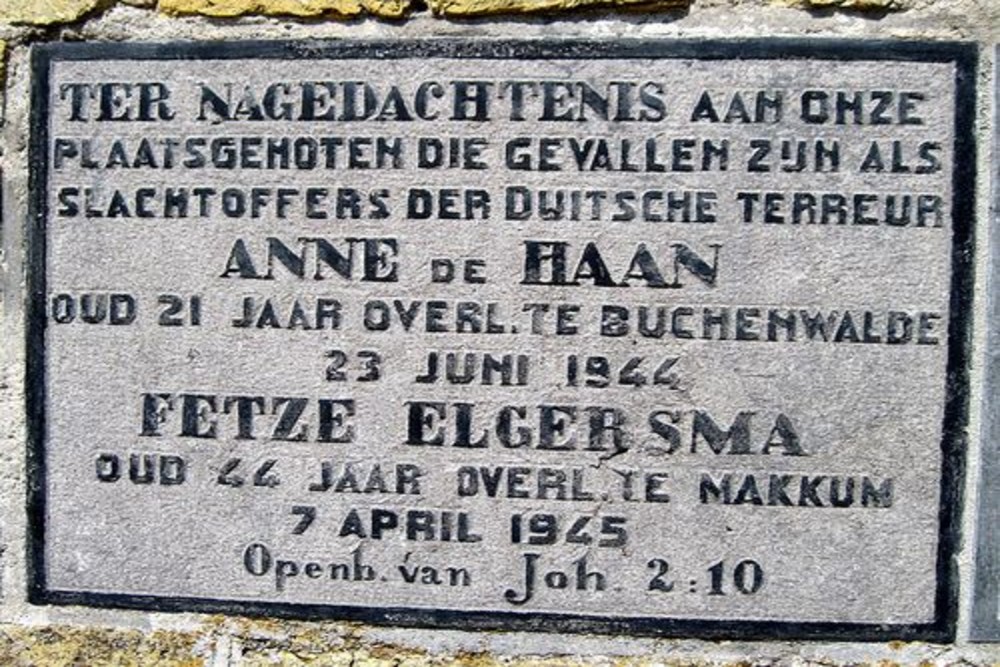 TER NAGEDACHTENIS AAN ONZE
PLAATSGENOTEN DIE GEVALLEN ZIJN ALS
SLACHTOFFERS DER DUITSCHE TERREUR
ANNE DE HAAN
OUD 21 JAAR OVERL. TE BUCHENWALDE
23 JUNI 1944
FETZE ELGERSMA
OUD 44 JAAR OVERL. TE MAKKUM
7 APRIL 1945
Openb. van Joh. 2:10